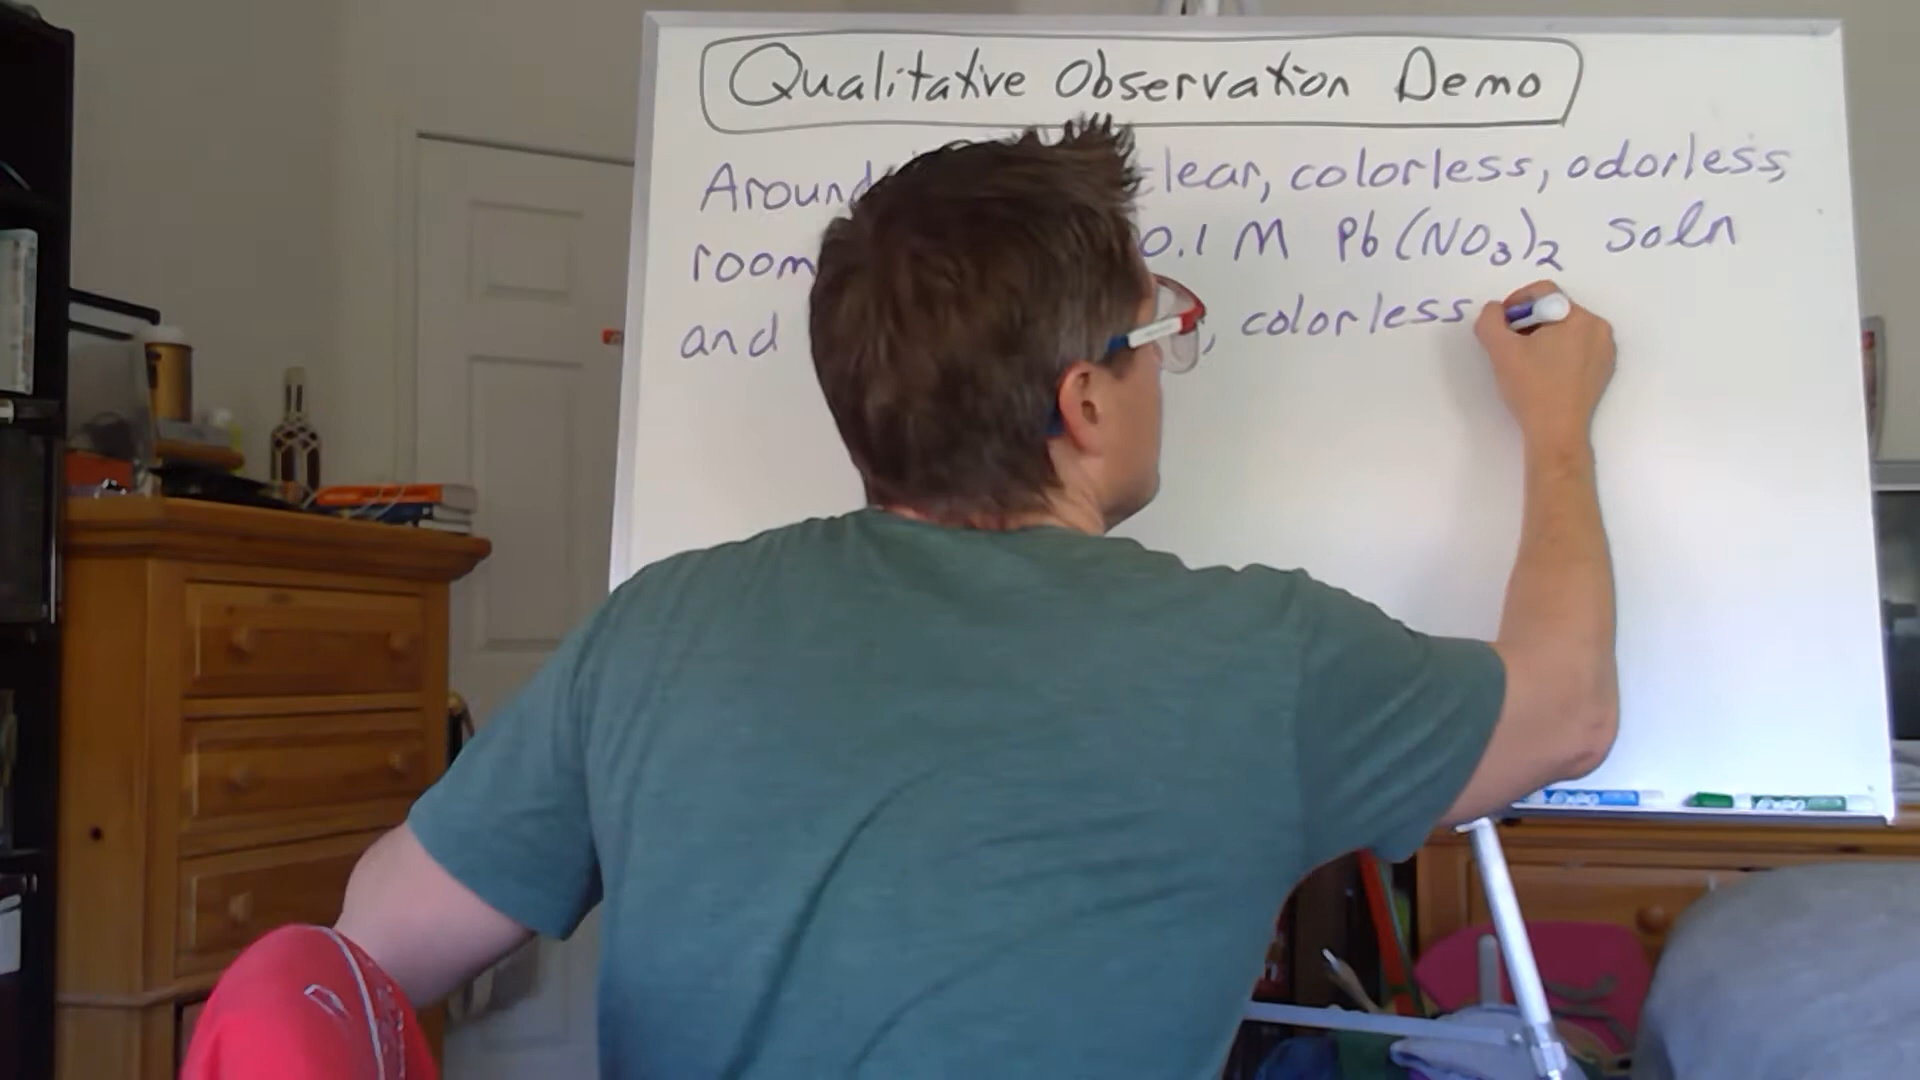 Qualitative Observation Demo
Around clear, colorless, odorless,
room 0.1 M Pb(NO3)2 soln
and , colorless